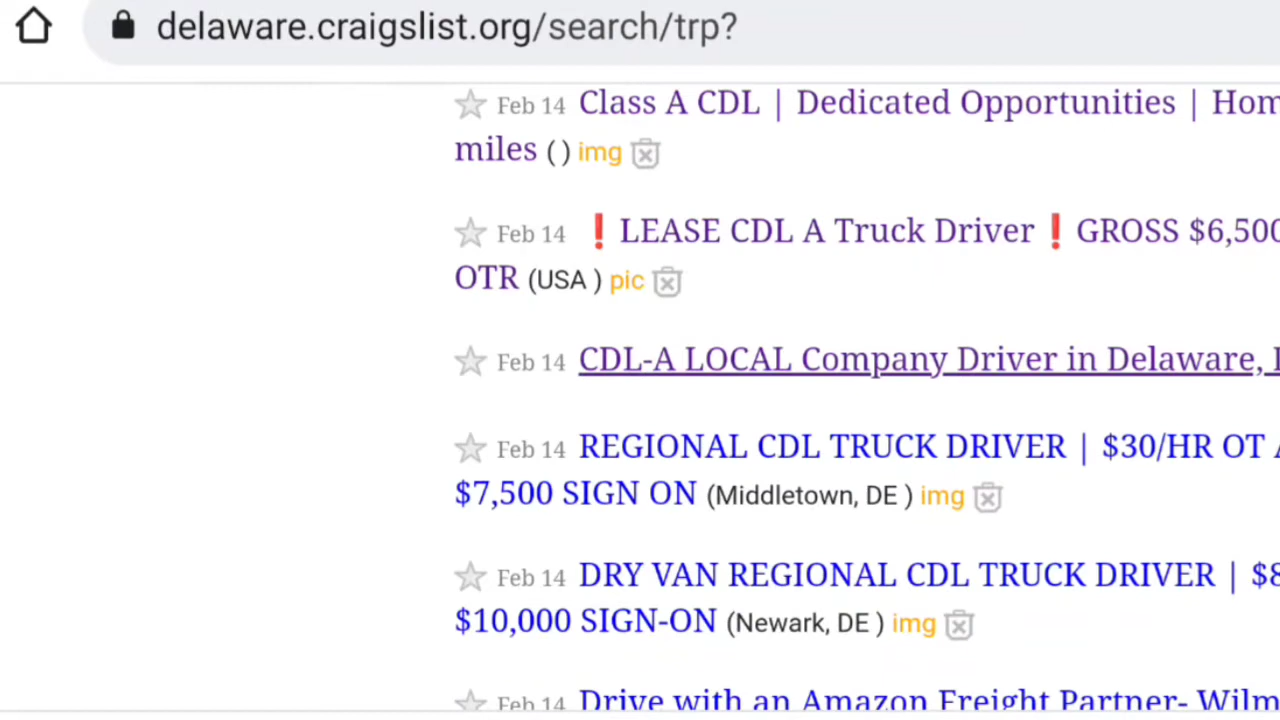 delaware.craigslist.org/search/trp?
Feb 14 Class A CDL | Dedicated Opportunities | Hom
miles ( ) img
Feb 14 ❗LEASE CDL A Truck Driver❗GROSS $6,500
OTR (USA ) pic
Feb 14 CDL-A LOCAL Company Driver in Delaware,
Feb 14 REGIONAL CDL TRUCK DRIVER | $30/HR OT
$7,500 SIGN ON (Middletown, DE ) img
Feb 14 DRY VAN REGIONAL CDL TRUCK DRIVER | $8
$10,000 SIGN-ON (Newark, DE ) img
Feb 14 Drive with an Amazon Freight Partner- Wilm